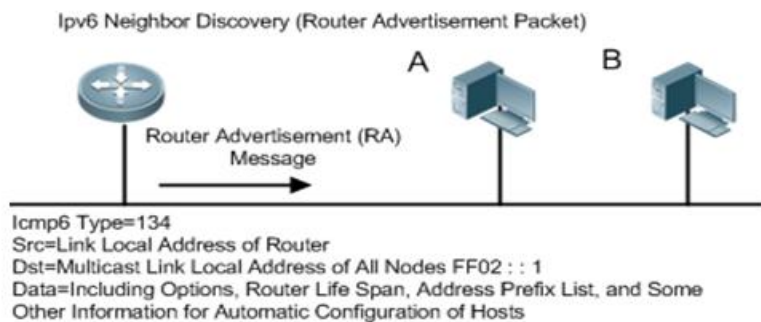 Ipv6 Neighbor Discovery (Router Advertisement Packet)
A
B
Router Advertisement (RA)
Message
Icmp6 Type=134
Src=Link Local Address of Router
Dst=Multicast Link Local Address of All Nodes FF02 : : 1
Data=Including Options, Router Life Span, Address Prefix List, and Some
Other Information for Automatic Configuration of Hosts